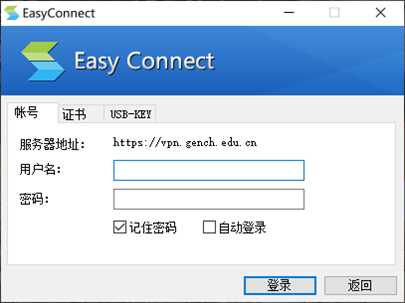 EasyConnect
Easy Connect
帐号 证书 USB-KEY
服务器地址: https://vpn.gench.edu.cn
用户名:
密码:
记住密码 自动登录
登录 返回